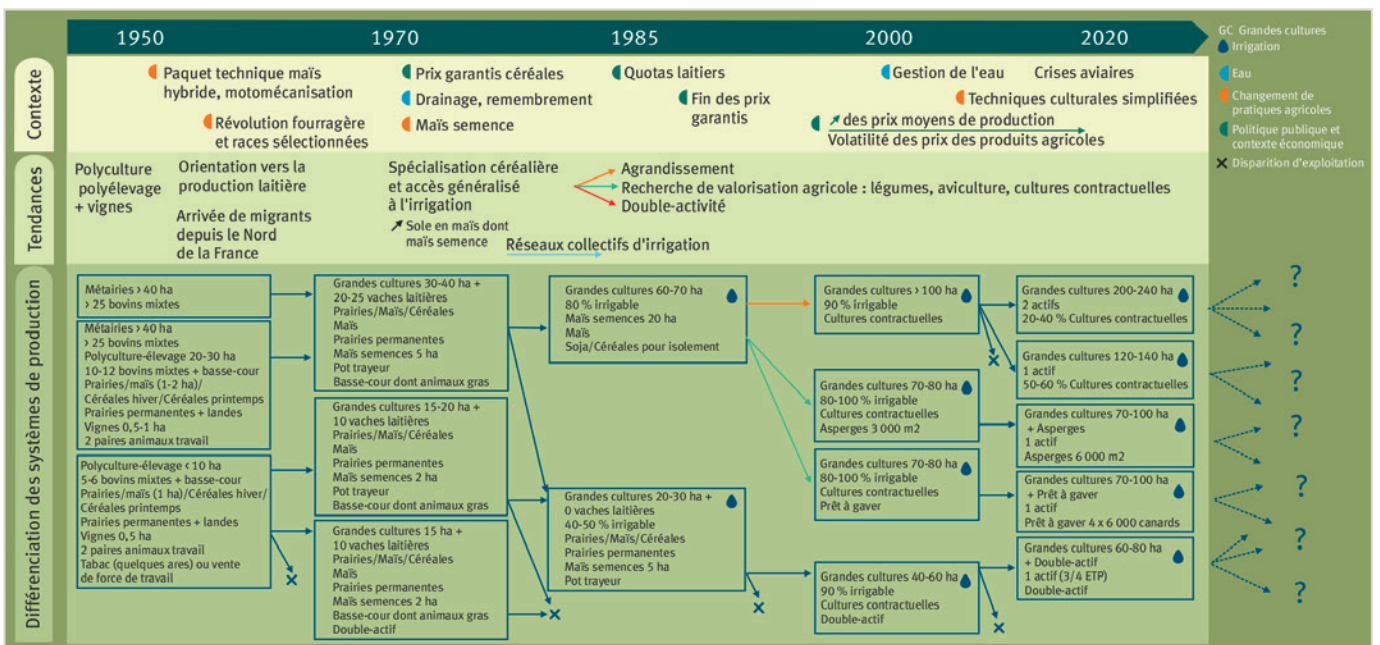 1950 1970 1985 2000 2020
GC Grandes cultures
Irrigation
Eau
Changement de
pratiques agricoles
Politique publique et
contexte économique
Disparition d'exploitation
Contexte
Paquet technique maïs
hybride, motomécanisation
Révolution fourragère
et races sélectionnées
Prix garantis céréales
Drainage, remembrement
Maïs semence
Quotas laitiers
Fin des prix
garantis
Gestion de l'eau
Crises aviaires
Techniques culturales simplifiées
↗ des prix moyens de production
Volatilité des prix des produits agricoles
Tendances
Polyculture
polyélevage
+ vignes
Orientation vers la
production laitière
Arrivée de migrants
depuis le Nord
de la France
Spécialisation céréalière
et accès généralisé
à l'irrigation
↗ Sole en maïs dont
maïs semence
Réseaux collectifs d'irrigation
Agrandissement
Recherche de valorisation agricole : légumes, aviculture, cultures contractuelles
Double-activité
Différenciation des systèmes de production
Métairies > 40 ha
> 25 bovins mixtes
Métairies > 40 ha
> 25 bovins mixtes
Polyculture-élevage 20-30 ha
10-12 bovins mixtes + basse-cour
Prairies/maïs (1-2 ha)/
Céréales hiver/Céréales printemps
Prairies permanentes + landes
Vignes 0,5-1 ha
2 paires animaux travail
Polyculture-élevage < 10 ha
5-6 bovins mixtes + basse-cour
Prairies/maïs (1 ha)/Céréales hiver/
Céréales printemps
Prairies permanentes + landes
Vignes 0,5 ha
2 paires animaux travail
Tabac (quelques ares) ou vente
de force de travail
Grandes cultures 30-40 ha +
20-25 vaches laitières
Prairies/Maïs/Céréales
Maïs
Prairies permanentes
Maïs semences 5 ha
Pot trayeur
Basse-cour dont animaux gras
Grandes cultures 15-20 ha +
10 vaches laitières
Prairies/Maïs/Céréales
Maïs
Prairies permanentes
Maïs semences 2 ha
Pot trayeur
Basse-cour dont animaux gras
Grandes cultures 15 ha +
10 vaches laitières
Prairies/Maïs/Céréales
Maïs
Prairies permanentes
Maïs semences 2 ha
Basse-cour dont animaux gras
Double-actif
Grandes cultures 60-70 ha
80 % irrigable
Maïs semences 20 ha
Maïs
Soja/Céréales pour isolement
Grandes cultures 20-30 ha +
0 vaches laitières
40-50 % irrigable
Prairies/Maïs/Céréales
Prairies permanentes
Maïs semences 5 ha
Pot trayeur
Grandes cultures > 100 ha
90 % irrigable
Cultures contractuelles
Grandes cultures 70-80 ha
80-100 % irrigable
Cultures contractuelles
Asperges 3 000 m2
Grandes cultures 70-80 ha
80-100 % irrigable
Cultures contractuelles
Prêt à gaver
Grandes cultures 40-60 ha
90 % irrigable
Cultures contractuelles
Double-actif
Grandes cultures 200-240 ha
2 actifs
20-40 % Cultures contractuelles
Grandes cultures 120-140 ha
1 actif
50-60 % Cultures contractuelles
Grandes cultures 70-100 ha
+ Asperges
1 actif
Asperges 6 000 m2
Grandes cultures 70-100 ha
+ Prêt à gaver
1 actif
Prêt à gaver 4 x 6 000 canards
Grandes cultures 60-80 ha
+ Double-actif
1 actif (3/4 ETP)
Double-actif
?
?
?
?
?
?
?
?